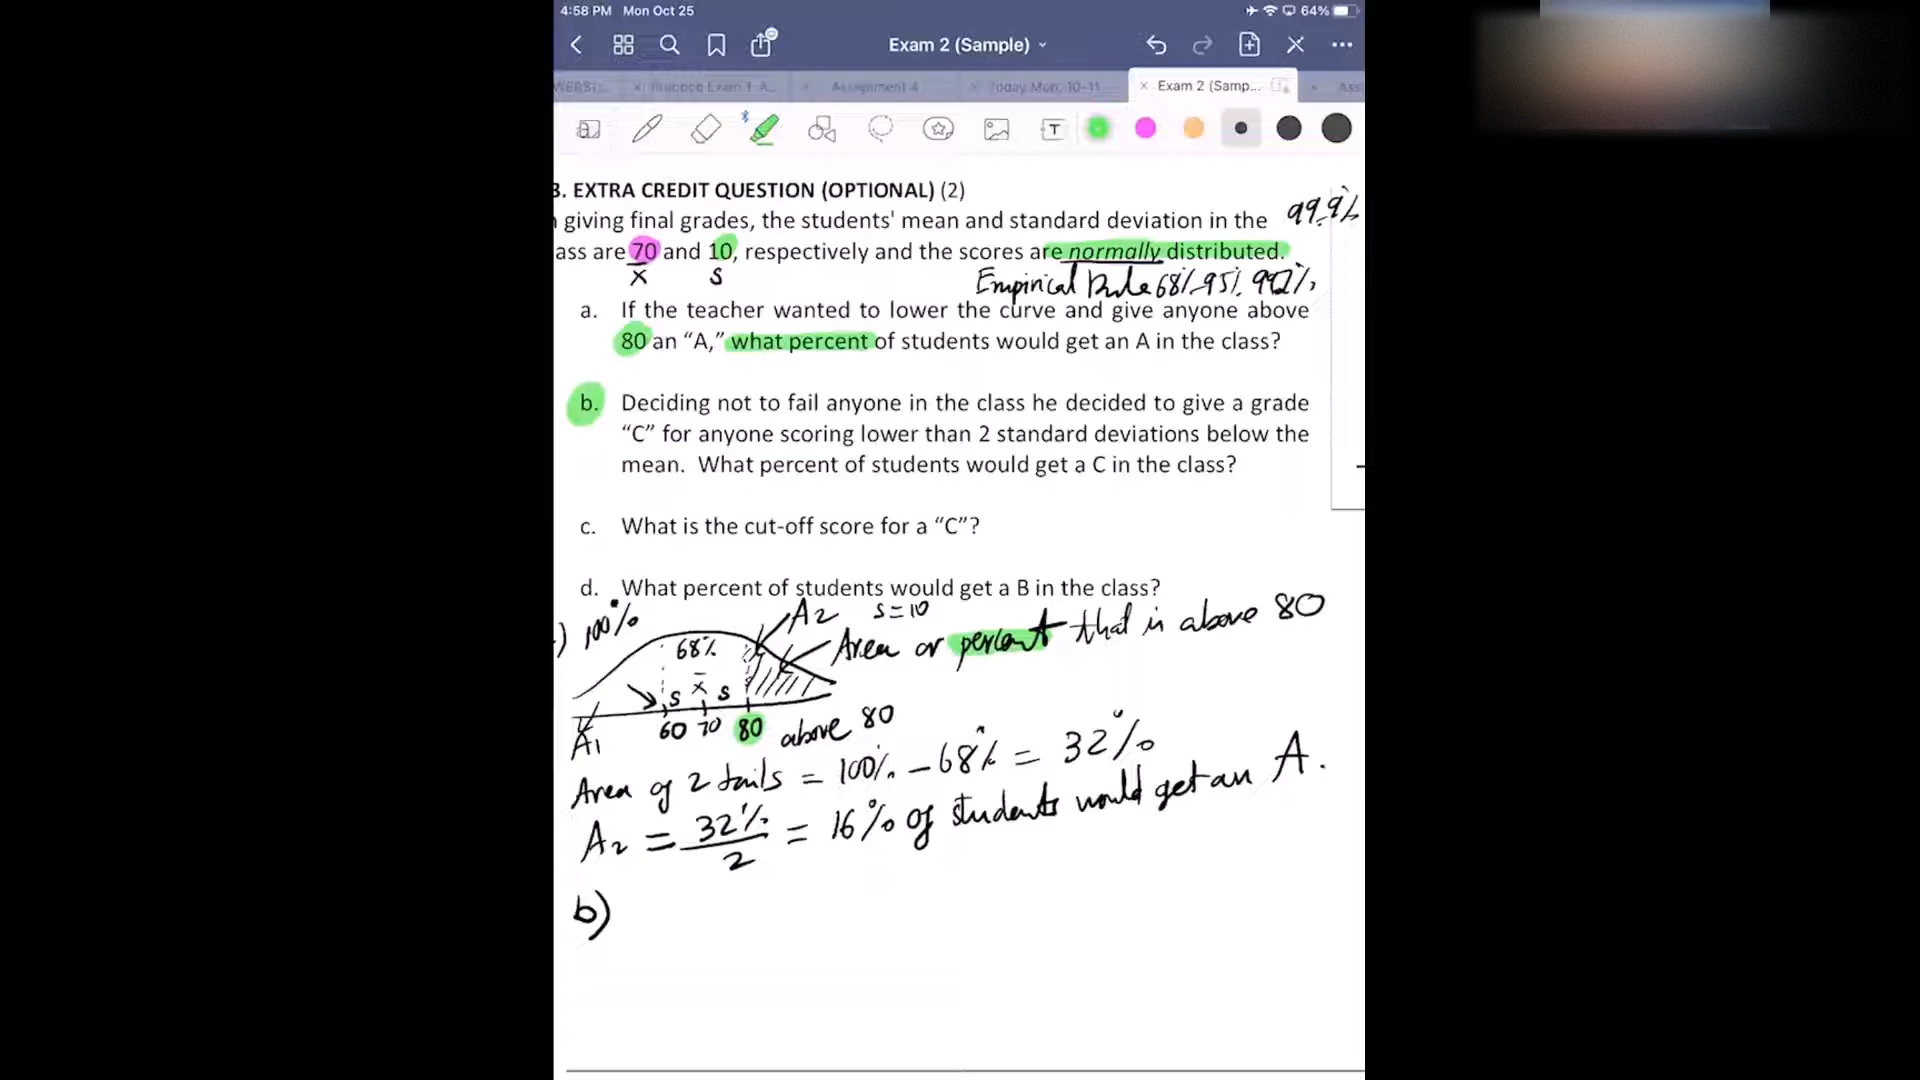 4:58 PM Mon Oct 25
64%
Exam 2 (Sample)
Practice Exam 1 A...
Assignment 4
Today Mon, 10-11
Exam 2 (Samp...
Ass
3. EXTRA CREDIT QUESTION (OPTIONAL) (2)
giving final grades, the students' mean and standard deviation in the
99.9%
ass are 70 and 10, respectively and the scores are normally distributed.
x̄ s Empirical Rule 68% 95% 99.7%
a. If the teacher wanted to lower the curve and give anyone above
80 an “A,” what percent of students would get an A in the class?
b. Deciding not to fail anyone in the class he decided to give a grade
“C” for anyone scoring lower than 2 standard deviations below the
mean. What percent of students would get a C in the class?
c. What is the cut-off score for a “C”?
d. What percent of students would get a B in the class?
) 100% A2 s=10
68% Area or percent that is above 80
s x̄ s
A1 60 70 80 above 80
Area of 2 tails = 100% - 68% = 32%
A2 = 32%/2 = 16% of students would get an A.
b)